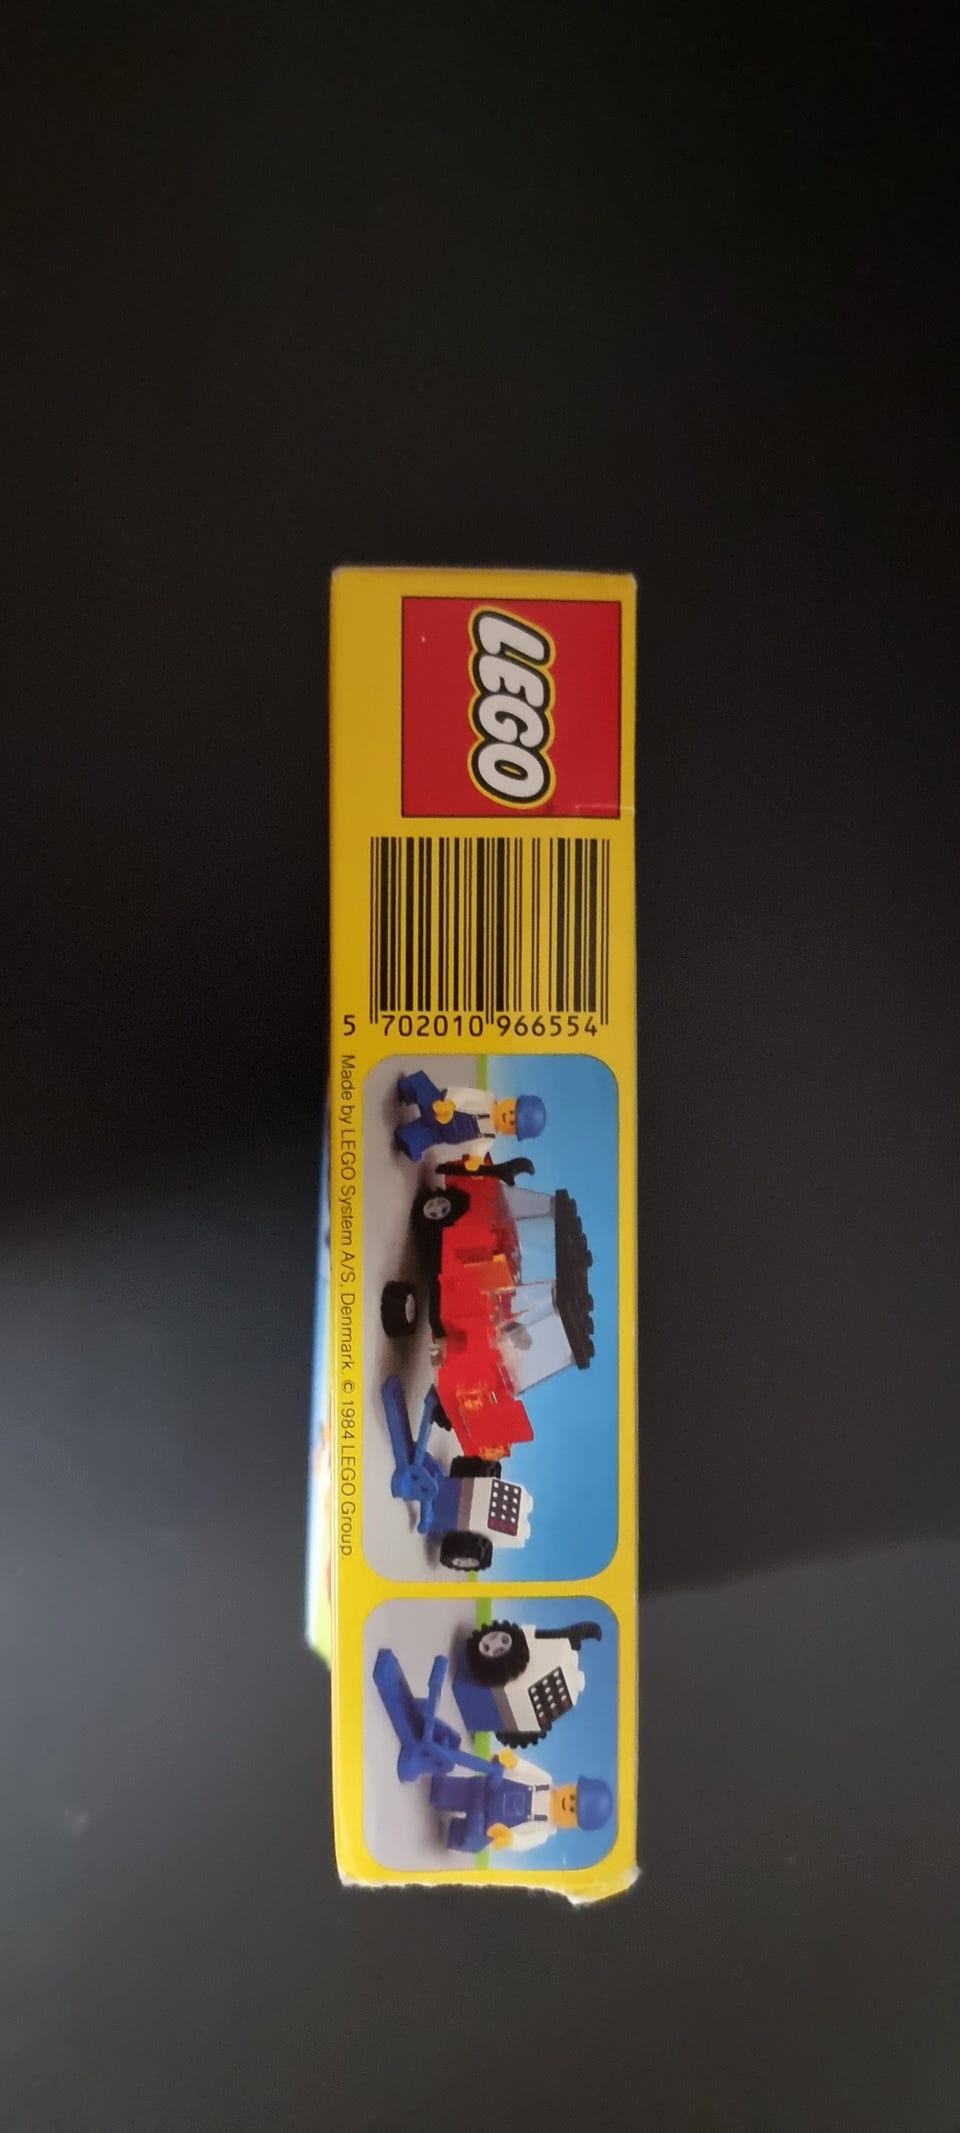 LEGO
5 702010 966554
Made by LEGO System A/S, Denmark. © 1984 LEGO Group.